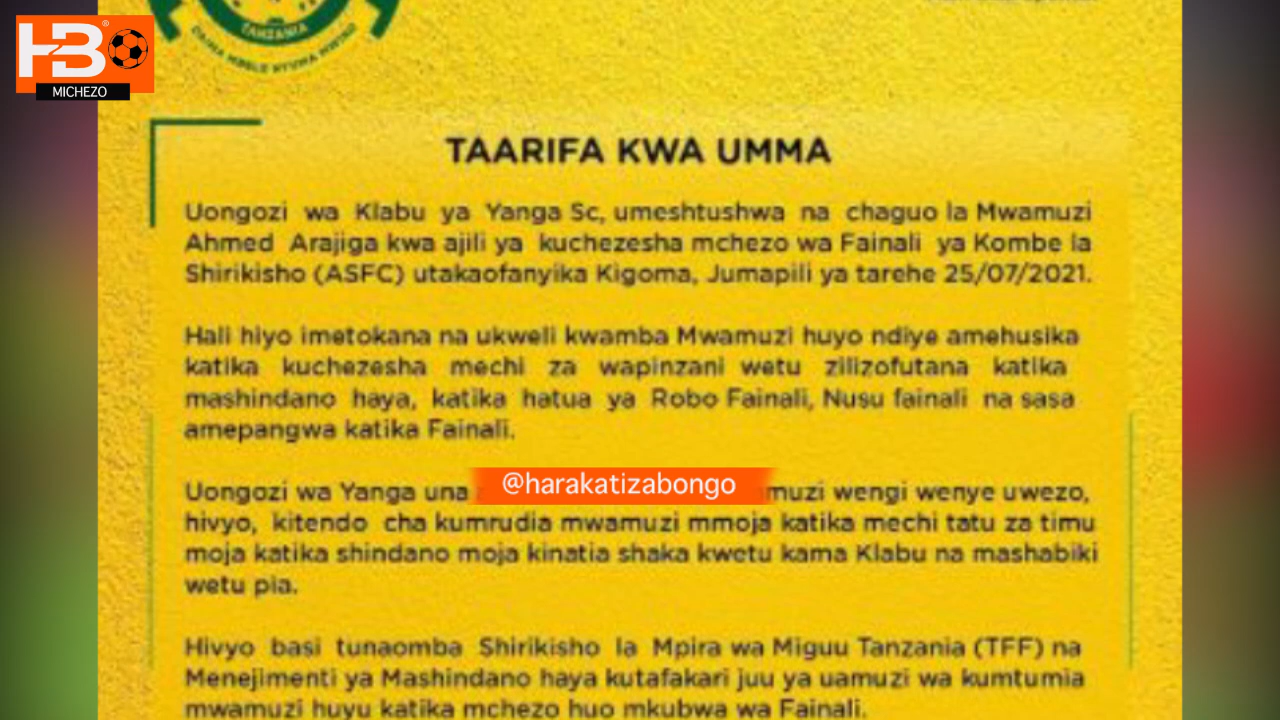 HB
MICHEZO
TANZANIA
DAIMA MBELE NYUMA MWIKO
TAARIFA KWA UMMA
Uongozi wa Klabu ya Yanga Sc, umeshtushwa na chaguo la Mwamuzi
Ahmed Arajiga kwa ajili ya kuchezesha mchezo wa Fainali ya Kombe la
Shirikisho (ASFC) utakaofanyika Kigoma, Jumapili ya tarehe 25/07/2021.
Hali hiyo imetokana na ukweli kwamba Mwamuzi huyo ndiye amehusika
katika kuchezesha mechi za wapinzani wetu zilizofutana katika
mashindano haya, katika hatua ya Robo Fainali, Nusu fainali na sasa
amepangwa katika Fainali.
@harakatizabongo
Uongozi wa Yanga una muzi wengi wenye uwezo,
hivyo, kitendo cha kumrudia mwamuzi mmoja katika mechi tatu za timu
moja katika shindano moja kinatia shaka kwetu kama Klabu na mashabiki
wetu pia.
Hivyo basi tunaomba Shirikisho la Mpira wa Miguu Tanzania (TFF) na
Menejimenti ya Mashindano haya kutafakari juu ya uamuzi wa kumtumia
mwamuzi huyu katika mchezo huo mkubwa wa Fainali.